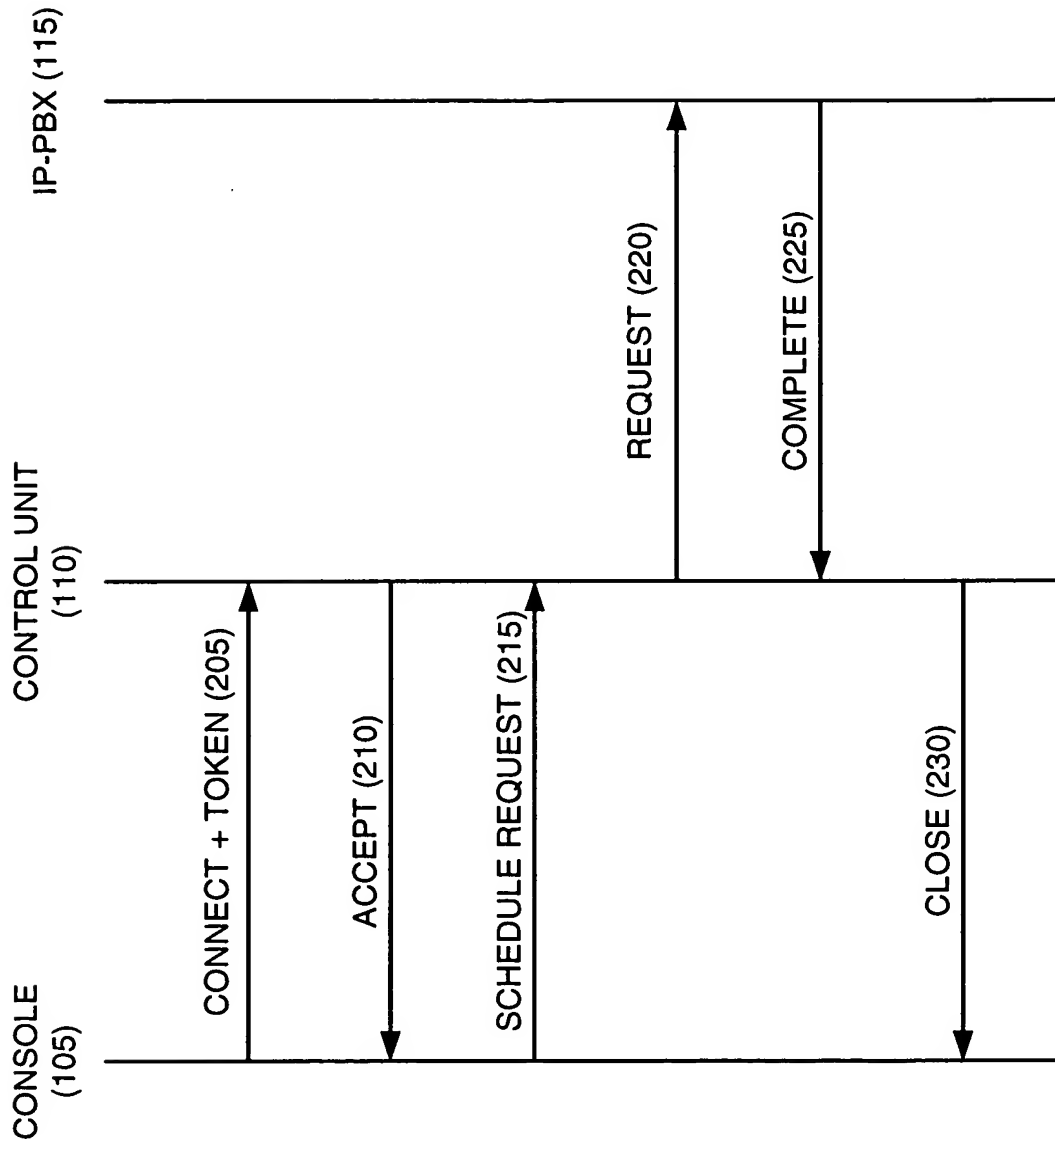 CONSOLE
(105)
CONTROL UNIT
(110)
IP-PBX (115)
CONNECT + TOKEN (205)
ACCEPT (210)
SCHEDULE REQUEST (215)
REQUEST (220)
COMPLETE (225)
CLOSE (230)